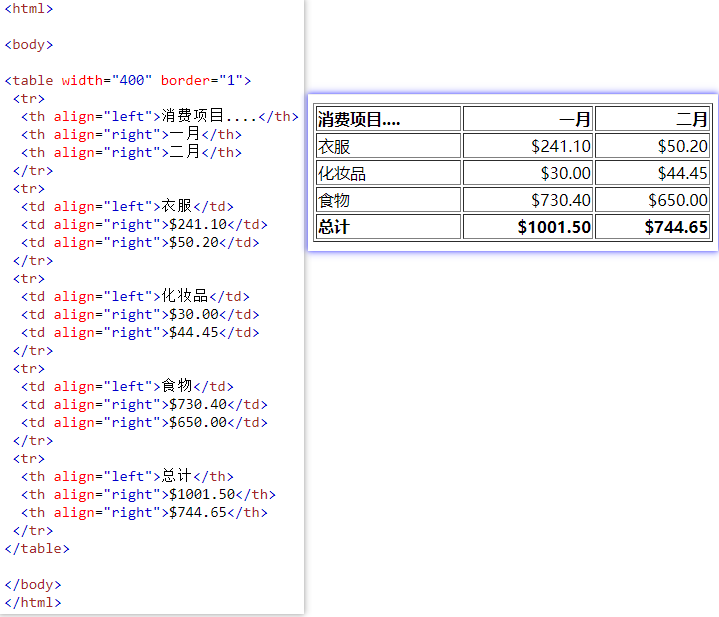 <html>
<body>
<table width="400" border="1">
<tr>
<th align="left">消费项目....</th>
<th align="right">一月</th>
<th align="right">二月</th>
</tr>
<tr>
<td align="left">衣服</td>
<td align="right">$241.10</td>
<td align="right">$50.20</td>
</tr>
<tr>
<td align="left">化妆品</td>
<td align="right">$30.00</td>
<td align="right">$44.45</td>
</tr>
<tr>
<td align="left">食物</td>
<td align="right">$730.40</td>
<td align="right">$650.00</td>
</tr>
<tr>
<th align="left">总计</th>
<th align="right">$1001.50</th>
<th align="right">$744.65</th>
</tr>
</table>
</body>
</html>
消费项目.... 一月 二月
衣服 $241.10 $50.20
化妆品 $30.00 $44.45
食物 $730.40 $650.00
总计 $1001.50 $744.65